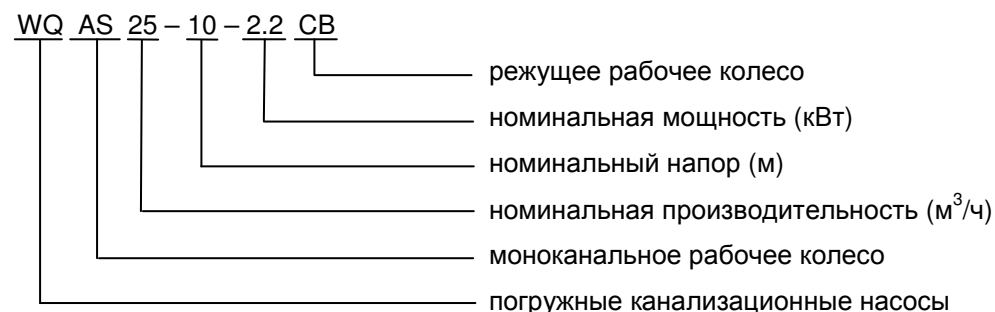 WQ AS 25 – 10 – 2.2 CB
режущее рабочее колесо
номинальная мощность (кВт)
номинальный напор (м)
номинальная производительность (м³/ч)
моноканальное рабочее колесо
погружные канализационные насосы